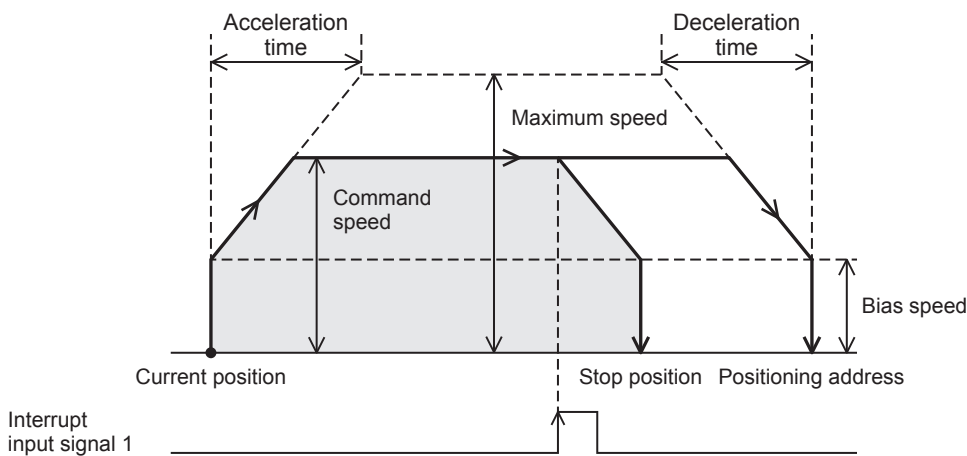 Acceleration
time
Deceleration
time
Maximum speed
Command
speed
Bias speed
Current position
Stop position
Positioning address
Interrupt
input signal 1